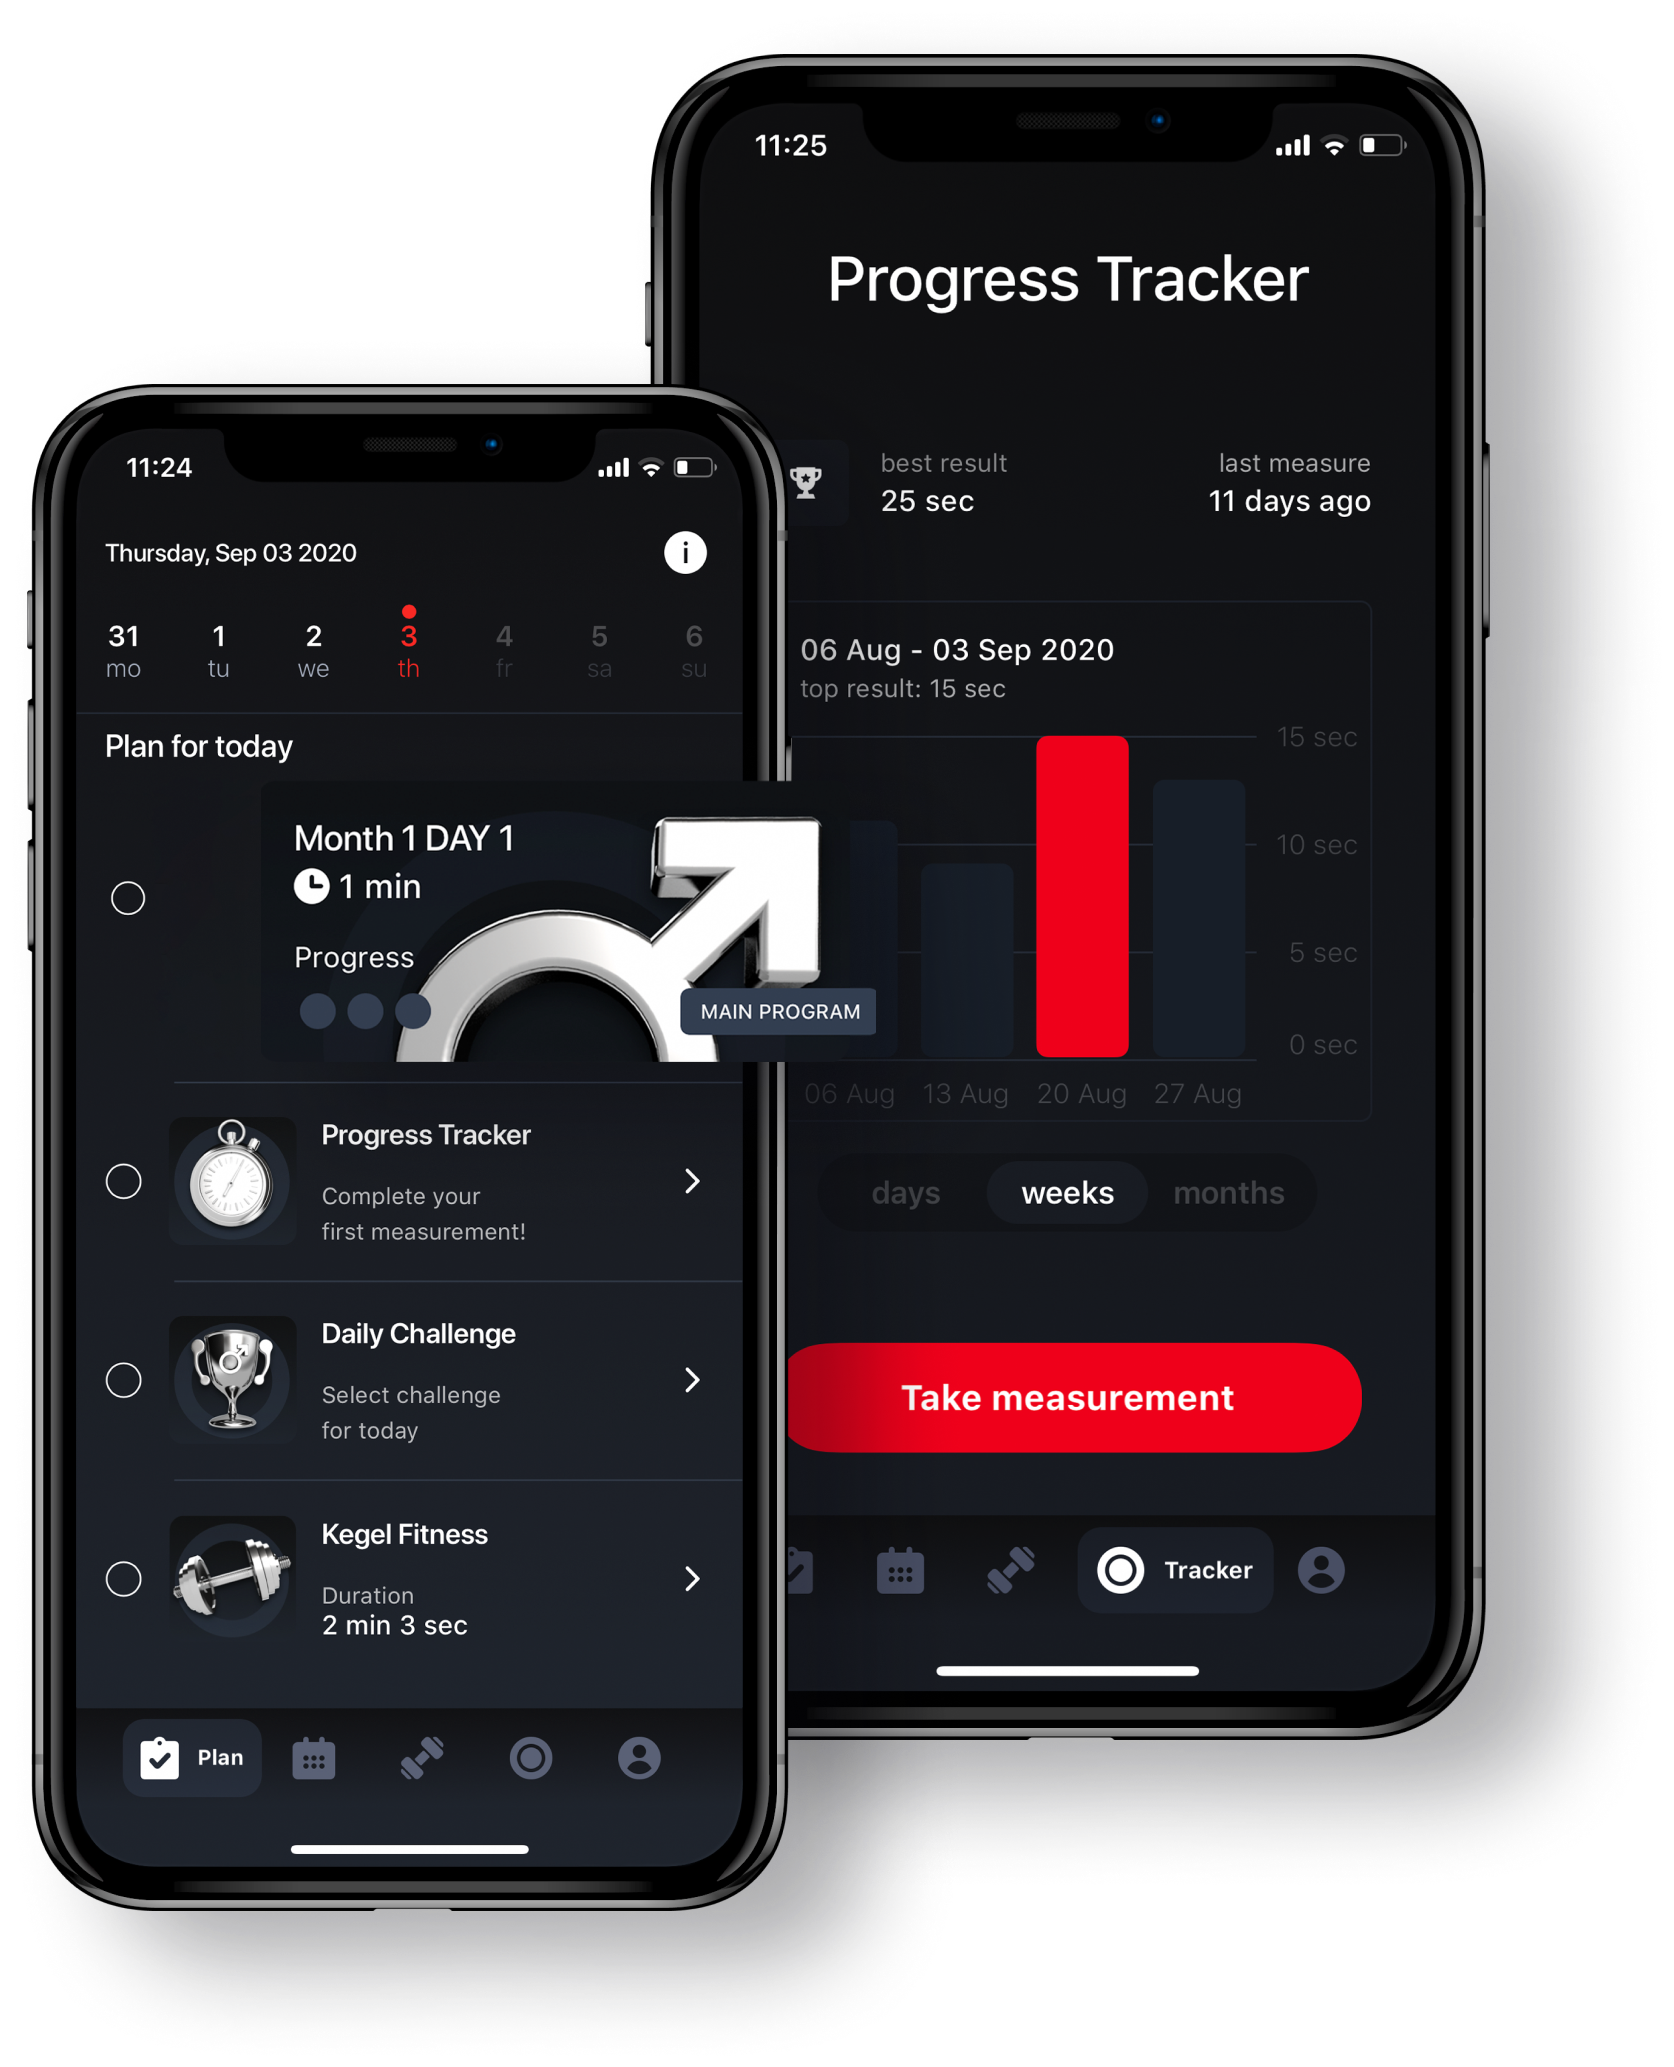 11:25
Progress Tracker
best result
25 sec
last measure
11 days ago
06 Aug - 03 Sep 2020
top result: 15 sec
15 sec
10 sec
5 sec
0 sec
06 Aug
13 Aug
20 Aug
27 Aug
days
weeks
months
Take measurement
Tracker
11:24
Thursday, Sep 03 2020
i
31
1
2
3
4
5
6
mo
tu
we
th
fr
sa
su
Plan for today
Month 1 DAY 1
1 min
Progress
MAIN PROGRAM
Progress Tracker
Complete your
first measurement!
Daily Challenge
Select challenge
for today
Kegel Fitness
Duration
2 min 3 sec
Plan